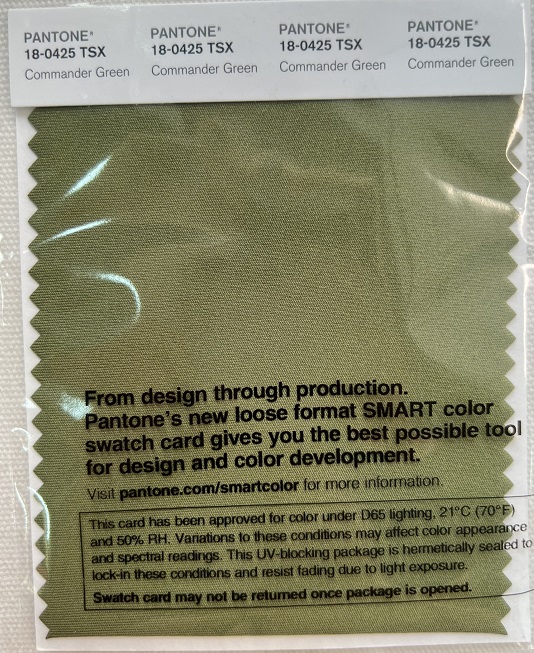 PANTONE®
18-0425 TSX
Commander Green
PANTONE®
18-0425 TSX
Commander Green
PANTONE®
18-0425 TSX
Commander Green
PANTONE®
18-0425 TSX
Commander Green
From design through production.
Pantone's new loose format SMART color
swatch card gives you the best possible tool
for design and color development.
Visit pantone.com/smartcolor for more information.
This card has been approved for color under D65 lighting, 21°C (70°F)
and 50% RH. Variations to these conditions may affect color appearance
and spectral readings. This UV-blocking package is hermetically sealed to
lock-in these conditions and resist fading due to light exposure.
Swatch card may not be returned once package is opened.